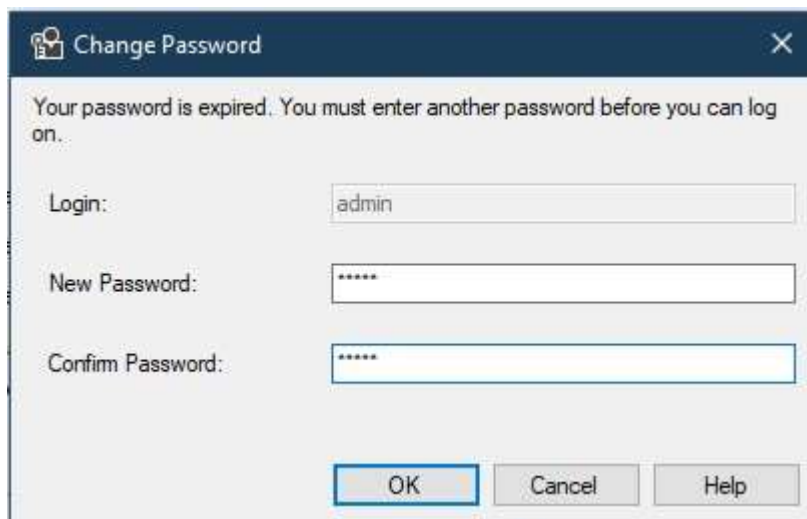 Change Password
Your password is expired. You must enter another password before you can log
on.
Login: admin
New Password: *****
Confirm Password: *****
OK Cancel Help